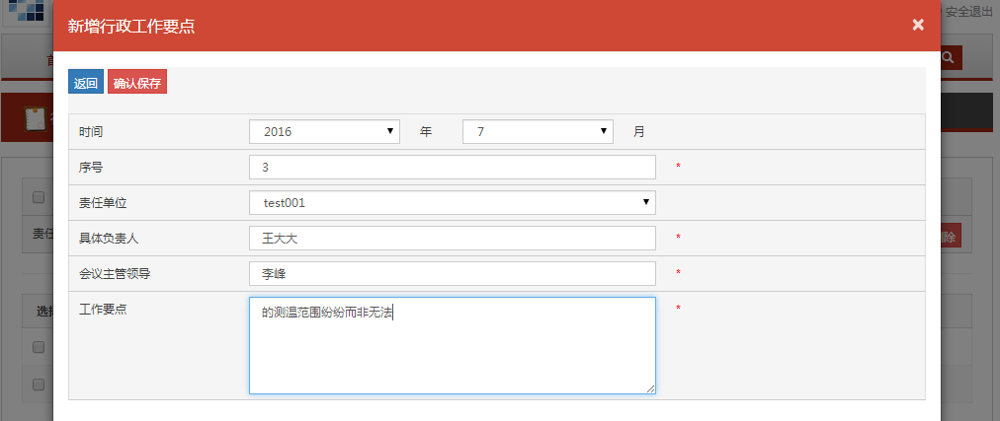 安全退出
新增行政工作要点 ×
返回 确认保存
时间 2016 年 7 月
序号 3 *
责任单位 test001
具体负责人 王大大 *
会议主管领导 李峰 *
工作要点 的测温范围纷纷而非无法 *